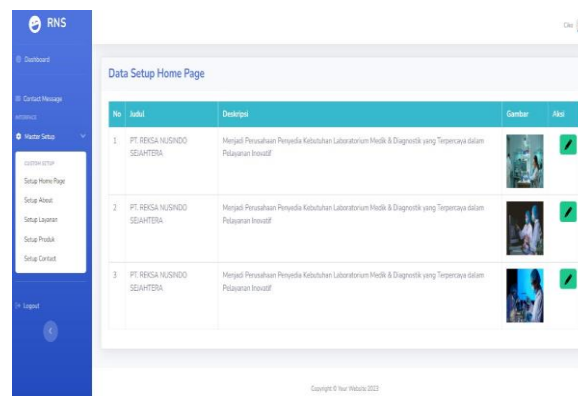 RNS
Dashboard
Contact Message
INTERFACE
Master Setup
CUSTOM SETUP
Setup Home Page
Setup About
Setup Layanan
Setup Produk
Setup Contact
Logout
Data Setup Home Page
No Judul Deskripsi Gambar Aksi
1 PT. REKSA NUSINDO Menjadi Perusahaan Penyedia Kebutuhan Laboratorium Medik & Diagnostik yang Terpercaya dalam
SEJAHTERA Pelayanan Inovatif
2 PT. REKSA NUSINDO Menjadi Perusahaan Penyedia Kebutuhan Laboratorium Medik & Diagnostik yang Terpercaya dalam
SEJAHTERA Pelayanan Inovatif
3 PT. REKSA NUSINDO Menjadi Perusahaan Penyedia Kebutuhan Laboratorium Medik & Diagnostik yang Terpercaya dalam
SEJAHTERA Pelayanan Inovatif
Copyright © Your Website 2023